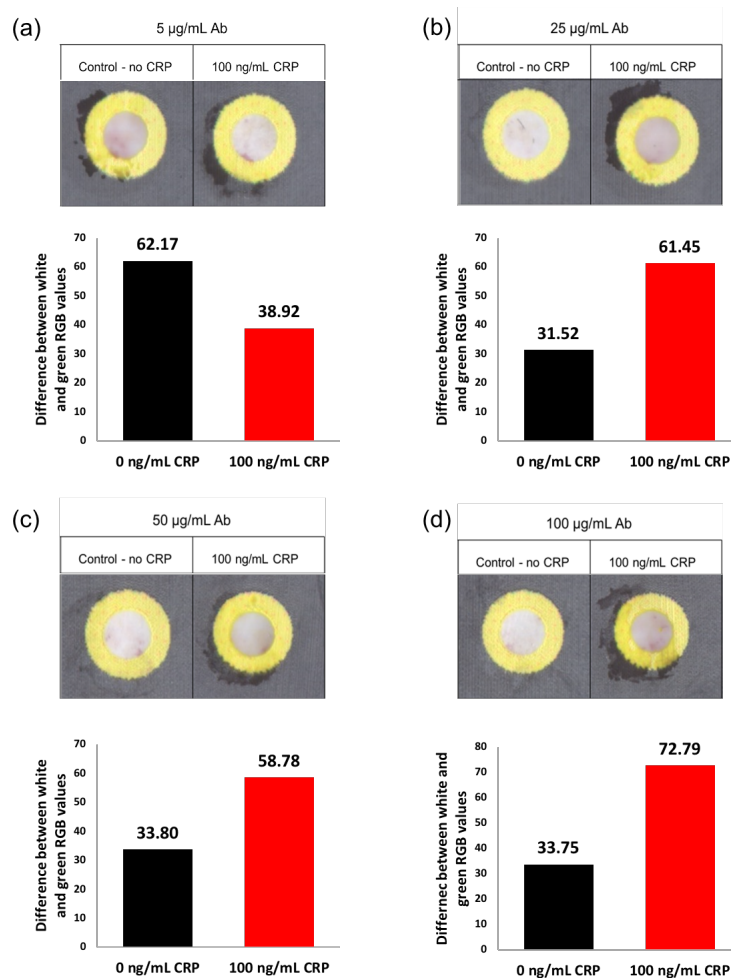 (a)
5 µg/mL Ab
Control - no CRP
100 ng/mL CRP
Difference between white
and green RGB values
70
60
50
40
30
20
10
0
62.17
38.92
0 ng/mL CRP
100 ng/mL CRP
(b)
25 µg/mL Ab
Control - no CRP
100 ng/mL CRP
Difference between white
and green RGB values
70
60
50
40
30
20
10
0
31.52
61.45
0 ng/mL CRP
100 ng/mL CRP
(c)
50 µg/mL Ab
Control - no CRP
100 ng/mL CRP
Difference between white
and green RGB values
70
60
50
40
30
20
10
0
33.80
58.78
0 ng/mL CRP
100 ng/mL CRP
(d)
100 µg/mL Ab
Control - no CRP
100 ng/mL CRP
Differnec between white and
green RGB values
80
70
60
50
40
30
20
10
0
33.75
72.79
0 ng/mL CRP
100 ng/mL CRP